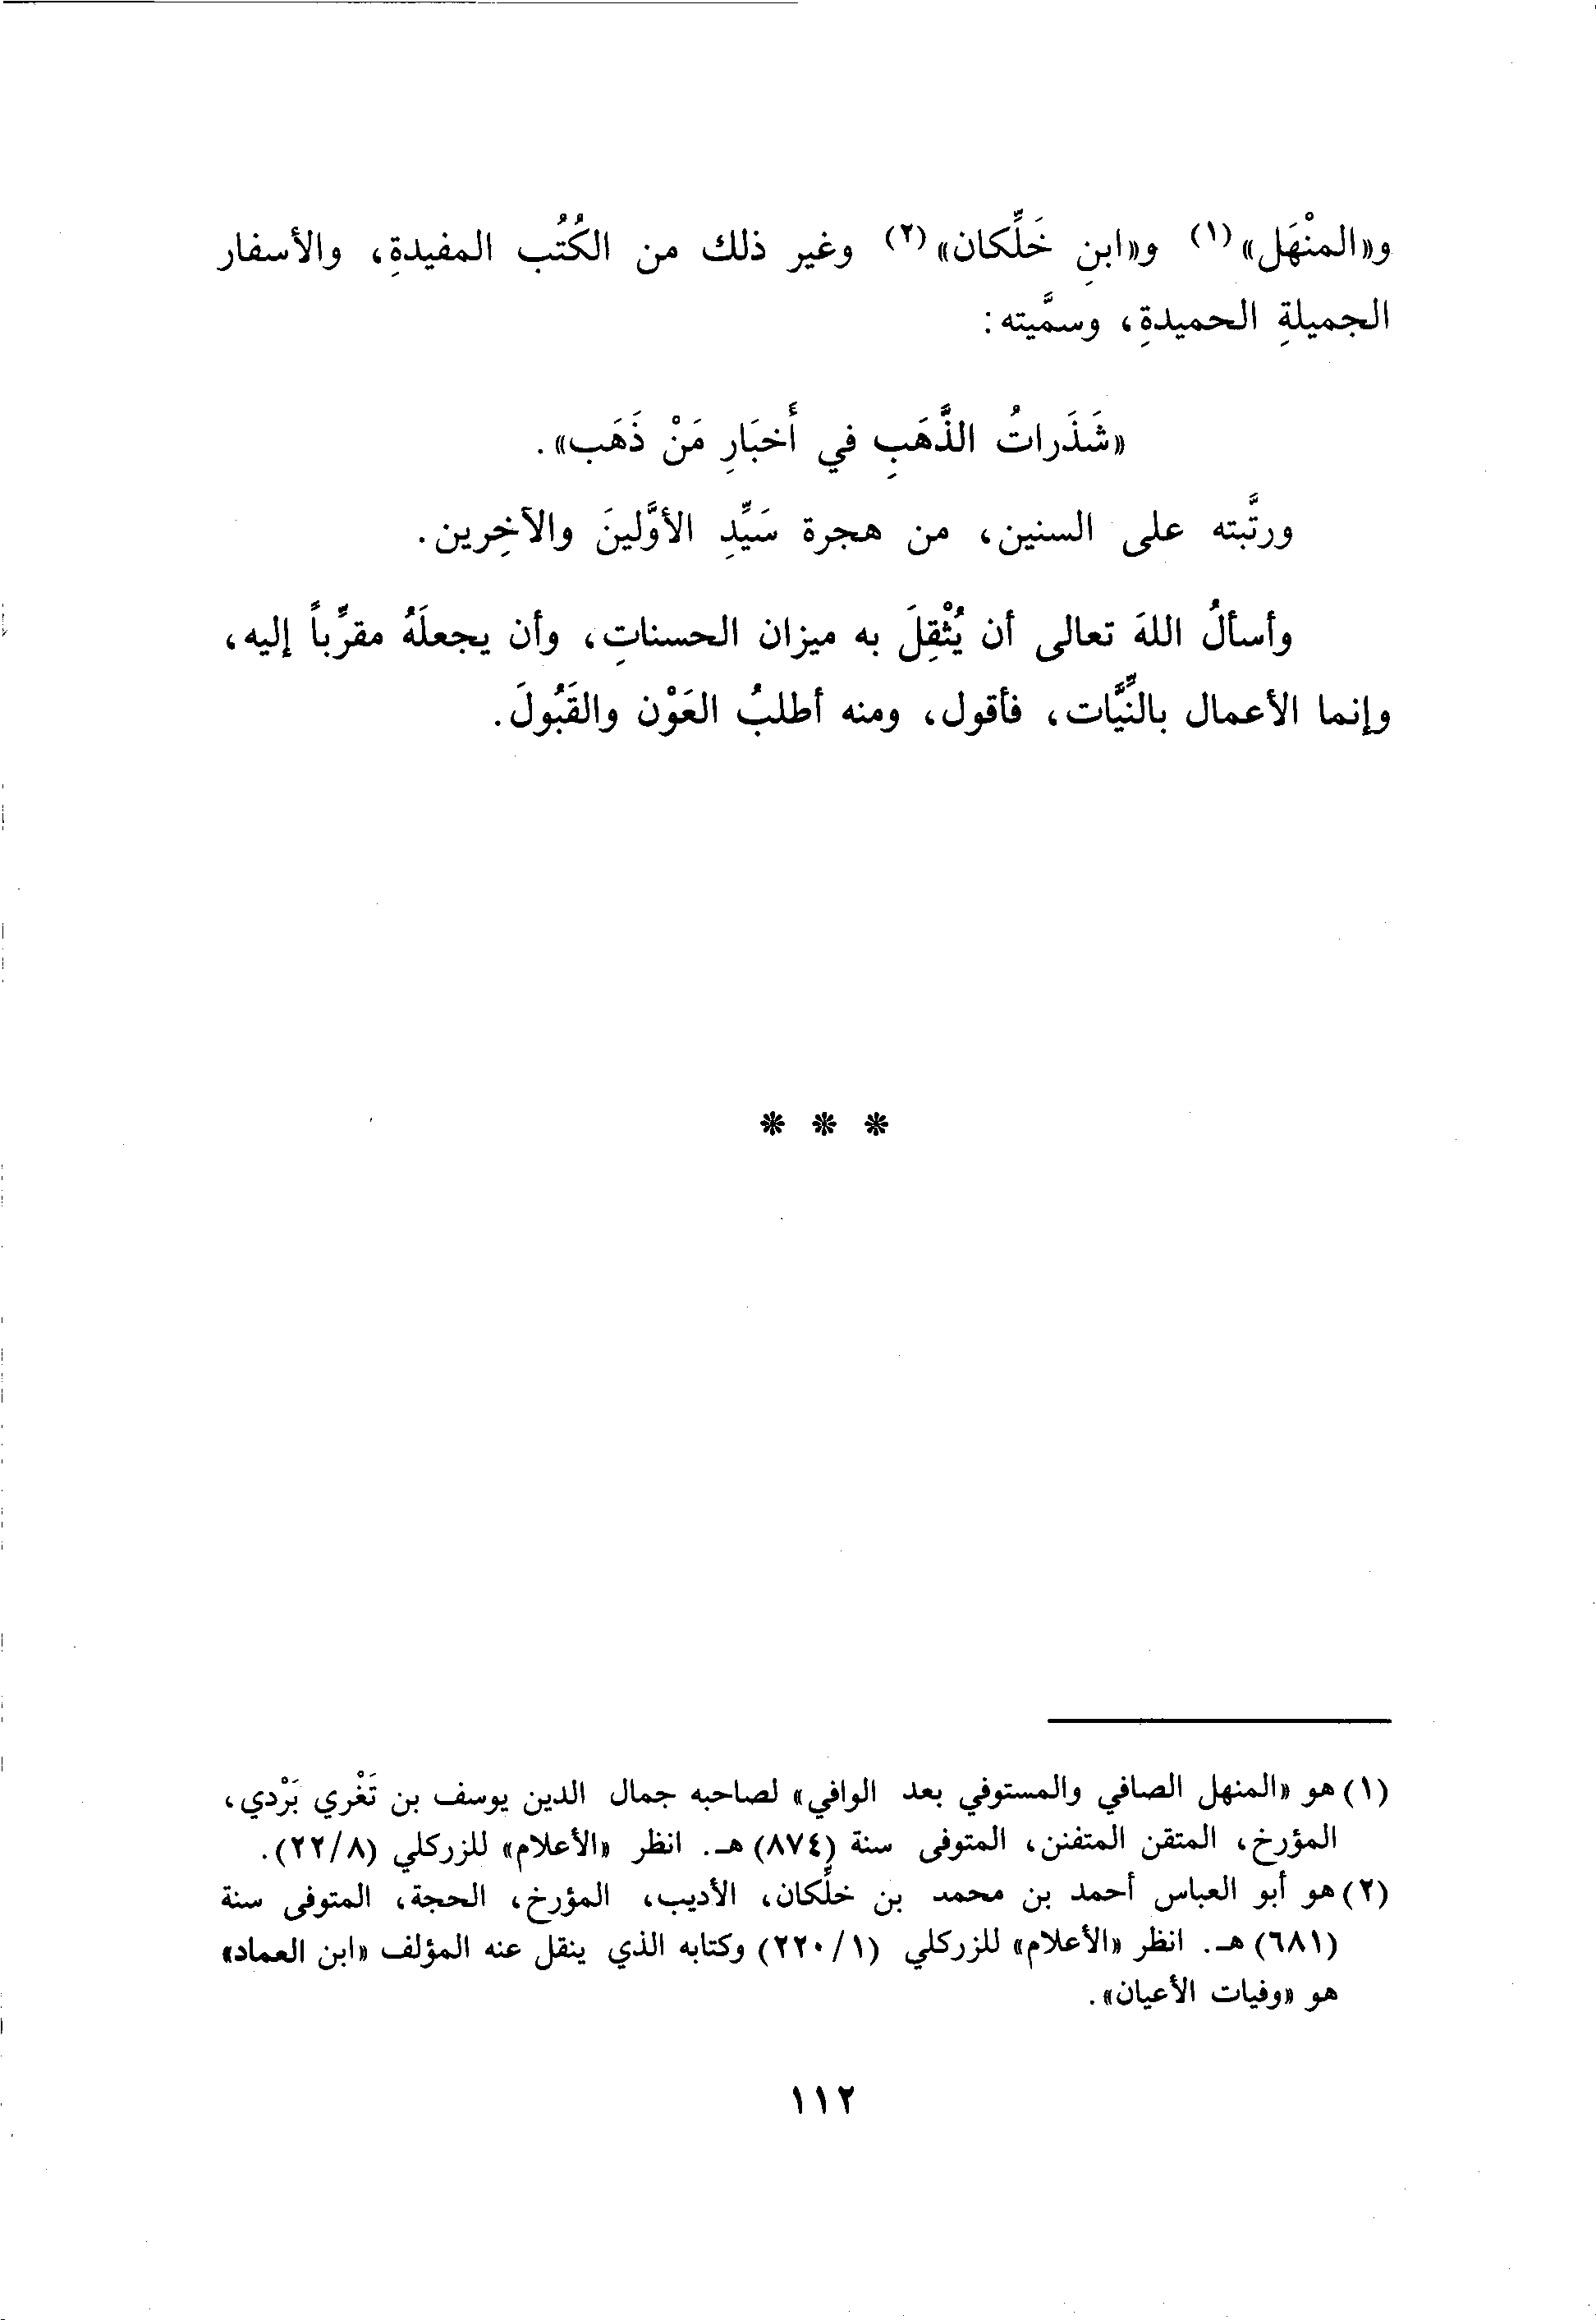 و«المنْهَل»(١) و«ابنِ خَلِّكان»(٢) وغير ذلك من الكُتُب المفيدةِ، والأسفار
الجميلةِ الحميدةِ، وسمَّيته:
«شَذَراتُ الذَّهَبِ في أَخبَارِ مَنْ ذَهَب».
ورتَّبته على السنين، من هجرة سَيِّدِ الأوَّلينَ والآخِرين.
وأسألُ اللهَ تعالى أن يُثْقِلَ به ميزان الحسناتِ، وأن يجعلَهُ مقرِّباً إليه،
وإنما الأعمال بالنِّيَّات، فأقول، ومنه أطلبُ العَوْن والقَبُولَ.
* * *
(١) هو «المنهل الصافي والمستوفي بعد الوافي» لصاحبه جمال الدين يوسف بن تَغْري بَرْدي،
المؤرخ، المتقن المتفنن، المتوفى سنة (٨٧٤) هـ. انظر «الأعلام» للزركلي (٢٢/٨).
(٢) هو أبو العباس أحمد بن محمد بن خلِّكان، الأديب، المؤرخ، الحجة، المتوفى سنة
(٦٨١) هـ. انظر «الأعلام» للزركلي (٢٢٠/١) وكتابه الذي ينقل عنه المؤلف «ابن العماد»
هو «وفيات الأعيان».
١١٢